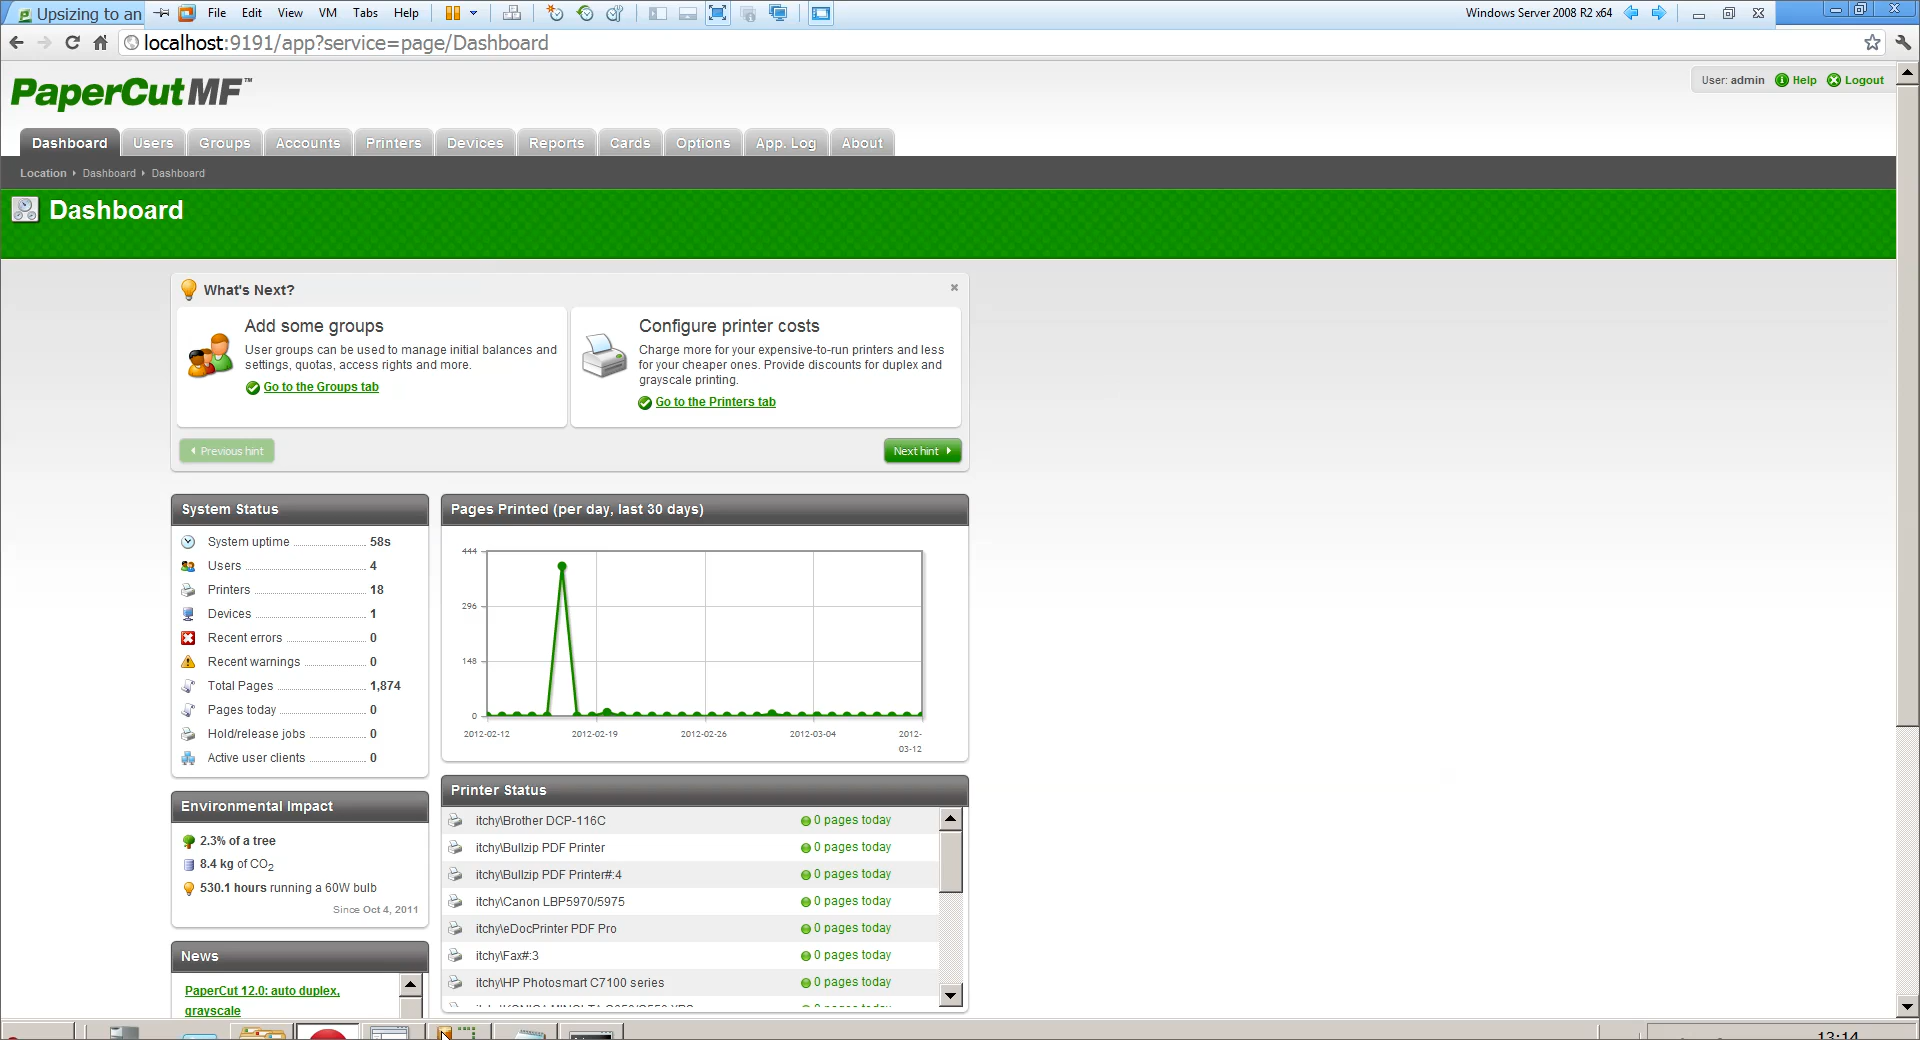 Upsizing to an
File Edit View VM Tabs Help
Windows Server 2008 R2 x64
localhost:9191/app?service=page/Dashboard
PaperCut MF™
User: admin Help Logout
Dashboard Users Groups Accounts Printers Devices Reports Cards Options App. Log About
Location Dashboard Dashboard
Dashboard
What's Next?
Add some groups
User groups can be used to manage initial balances and
settings, quotas, access rights and more.
Go to the Groups tab
Configure printer costs
Charge more for your expensive-to-run printers and less
for your cheaper ones. Provide discounts for duplex and
grayscale printing.
Go to the Printers tab
Previous hint
Next hint
System Status
System uptime 58s
Users 4
Printers 18
Devices 1
Recent errors 0
Recent warnings 0
Total Pages 1,874
Pages today 0
Hold/release jobs 0
Active user clients 0
Pages Printed (per day, last 30 days)
444
296
148
0
2012-02-12 2012-02-19 2012-02-26 2012-03-04 2012-
03-12
Environmental Impact
2.3% of a tree
8.4 kg of CO2
530.1 hours running a 60W bulb
Since Oct 4, 2011
Printer Status
itchy\Brother DCP-116C 0 pages today
itchy\Bullzip PDF Printer 0 pages today
itchy\Bullzip PDF Printer#:4 0 pages today
itchy\Canon LBP5970/5975 0 pages today
itchy\eDocPrinter PDF Pro 0 pages today
itchy\Fax#:3 0 pages today
itchy\HP Photosmart C7100 series 0 pages today
News
PaperCut 12.0: auto duplex,
grayscale
13:14